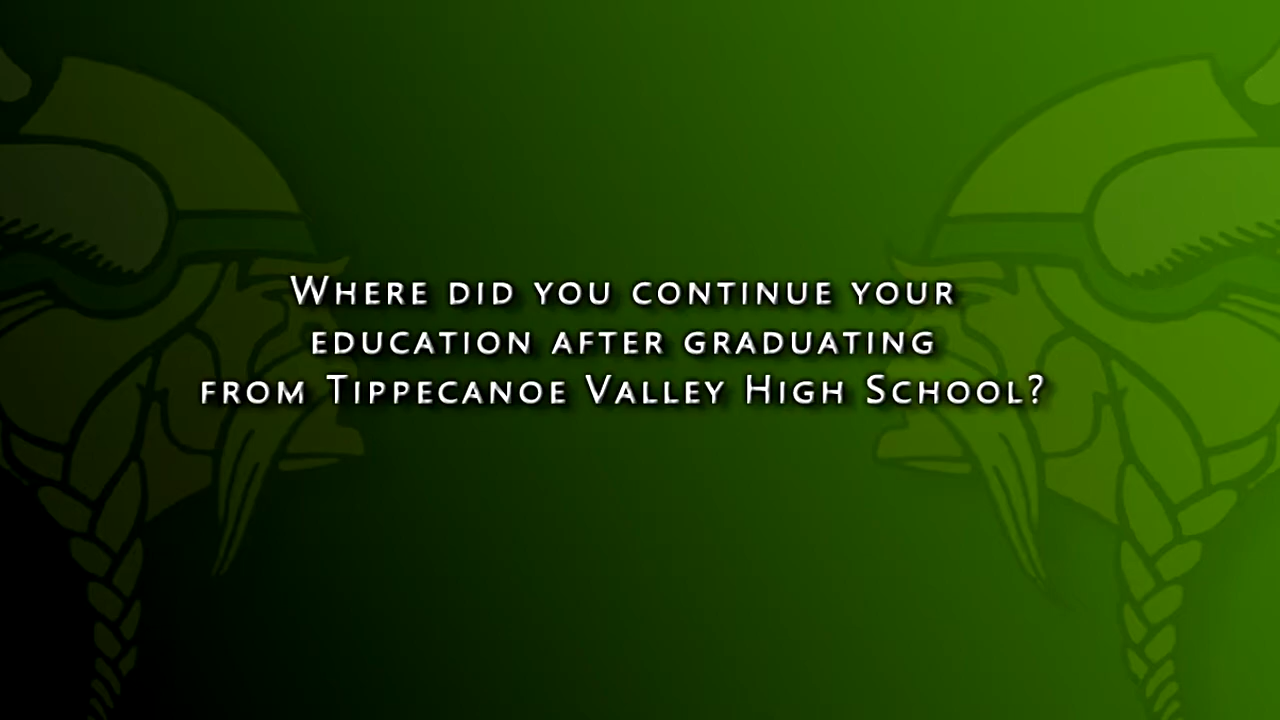 Where did you continue your
education after graduating
from Tippecanoe Valley High School?